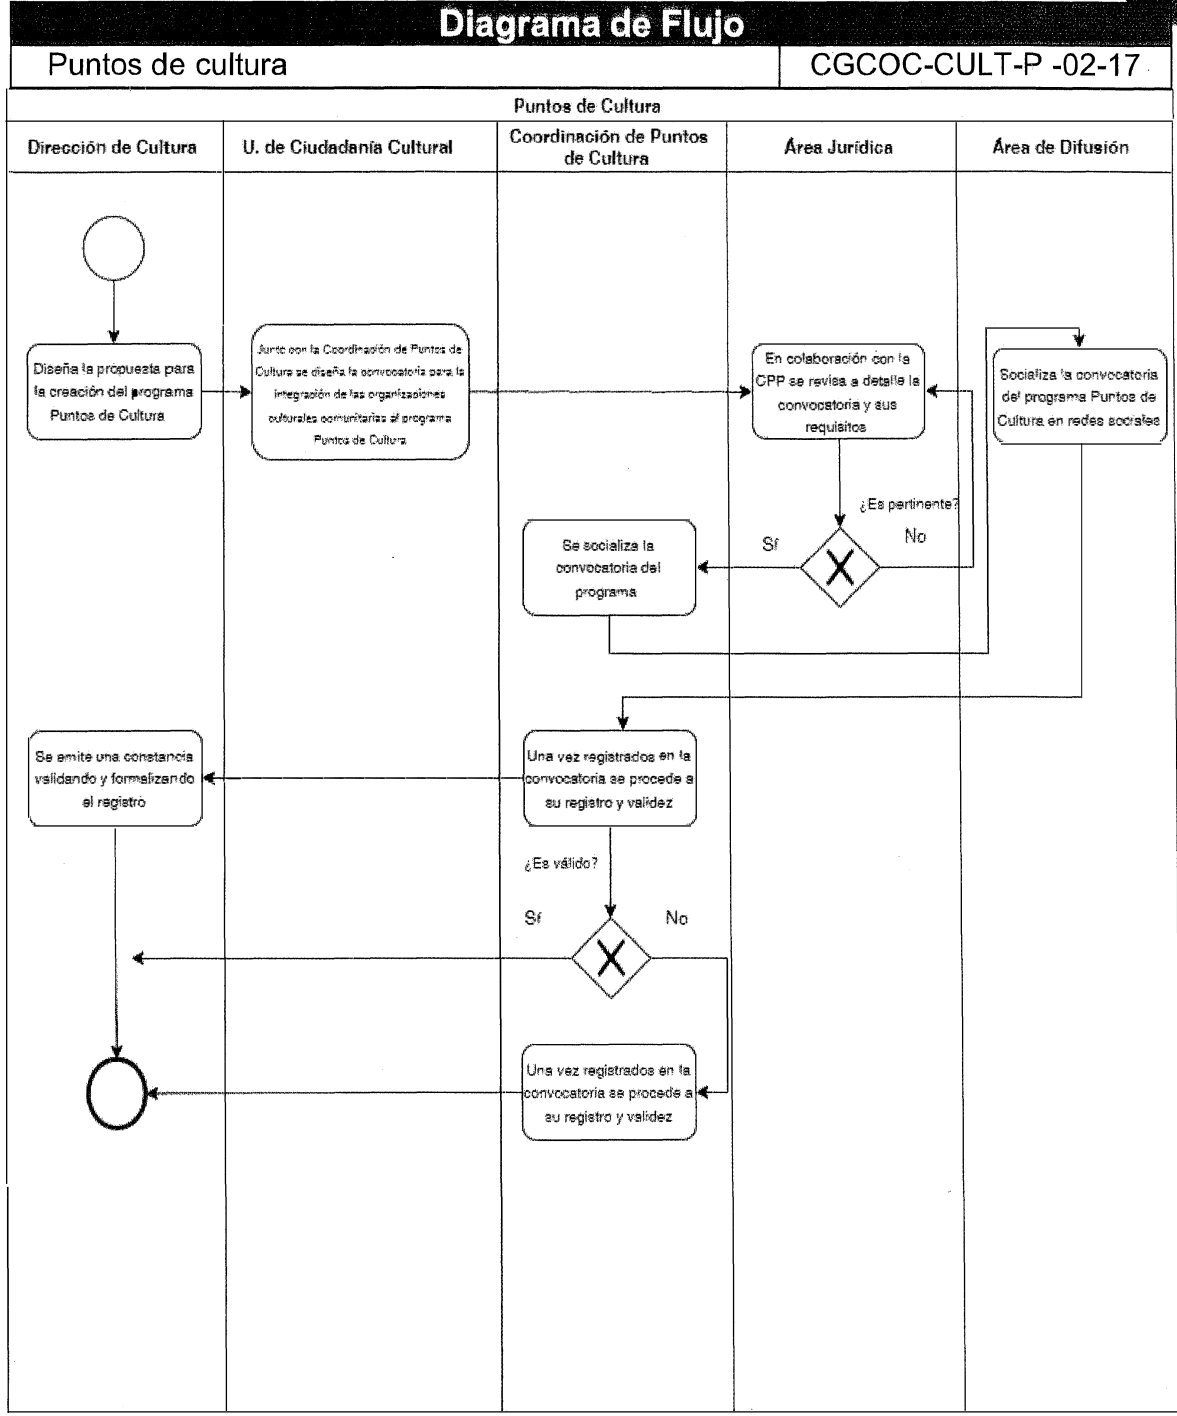 Diagrama de Flujo
Puntos de cultura
CGCOC-CULT-P -02-17
Puntos de Cultura
Dirección de Cultura
U. de Ciudadanía Cultural
Coordinación de Puntos
de Cultura
Área Jurídica
Área de Difusión
Diseña la propuesta para
la creación del programa
Puntos de Cultura
Junto con la Coordinación de Puntos de
Cultura se diseña la convocatoria para la
integración de las organizaciones
culturales comunitarias al programa
Puntos de Cultura
En colaboración con la
CPP se revisa a detalle la
convocatoria y sus
requisitos
Socializa la convocatoria
del programa Puntos de
Cultura en redes sociales
¿Es pertinente?
Sí
No
Se socializa la
convocatoria del
programa
Se emite una constancia
validando y formalizando
el registro
Una vez registrados en la
convocatoria se procede a
su registro y validez
¿Es válido?
Sí
No
Una vez registrados en la
convocatoria se procede a
su registro y validez